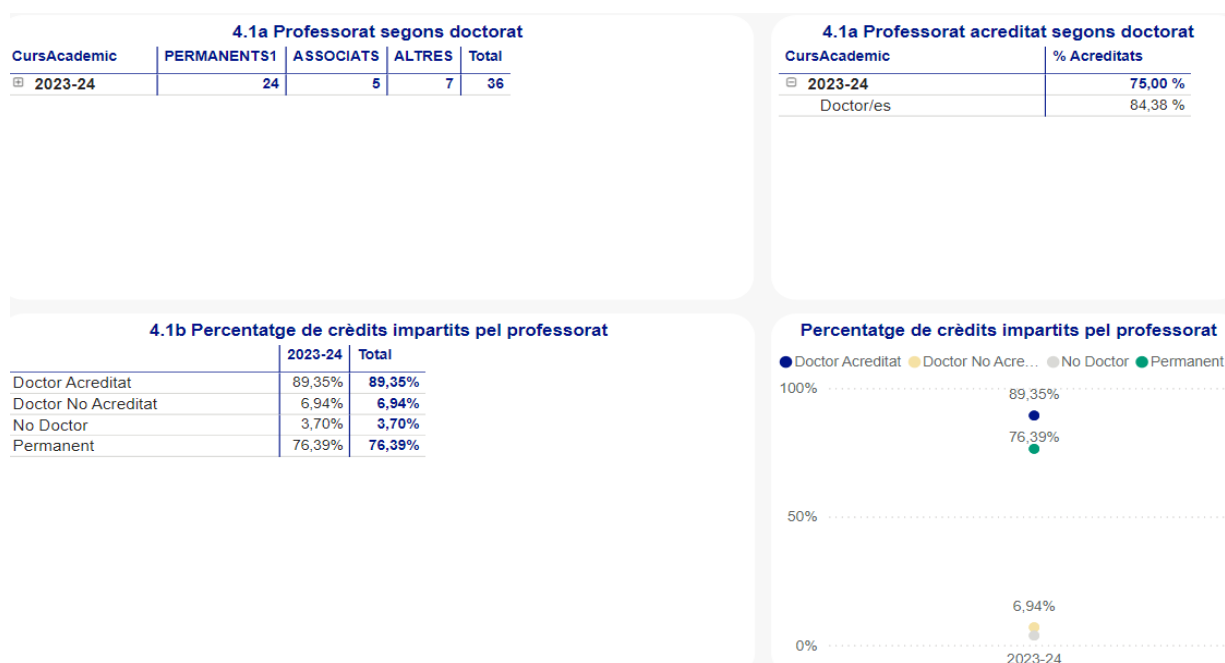 4.1a Professorat segons doctorat
CursAcademic PERMANENTS1 ASSOCIATS ALTRES Total
2023-24 24 5 7 36
4.1a Professorat acreditat segons doctorat
CursAcademic % Acreditats
2023-24 75,00 %
Doctor/es 84,38 %
4.1b Percentatge de crèdits impartits pel professorat
2023-24 Total
Doctor Acreditat 89,35% 89,35%
Doctor No Acreditat 6,94% 6,94%
No Doctor 3,70% 3,70%
Permanent 76,39% 76,39%
Percentatge de crèdits impartits pel professorat
Doctor Acreditat Doctor No Acre... No Doctor Permanent
100%
89,35%
76,39%
50%
6,94%
0%
2023-24